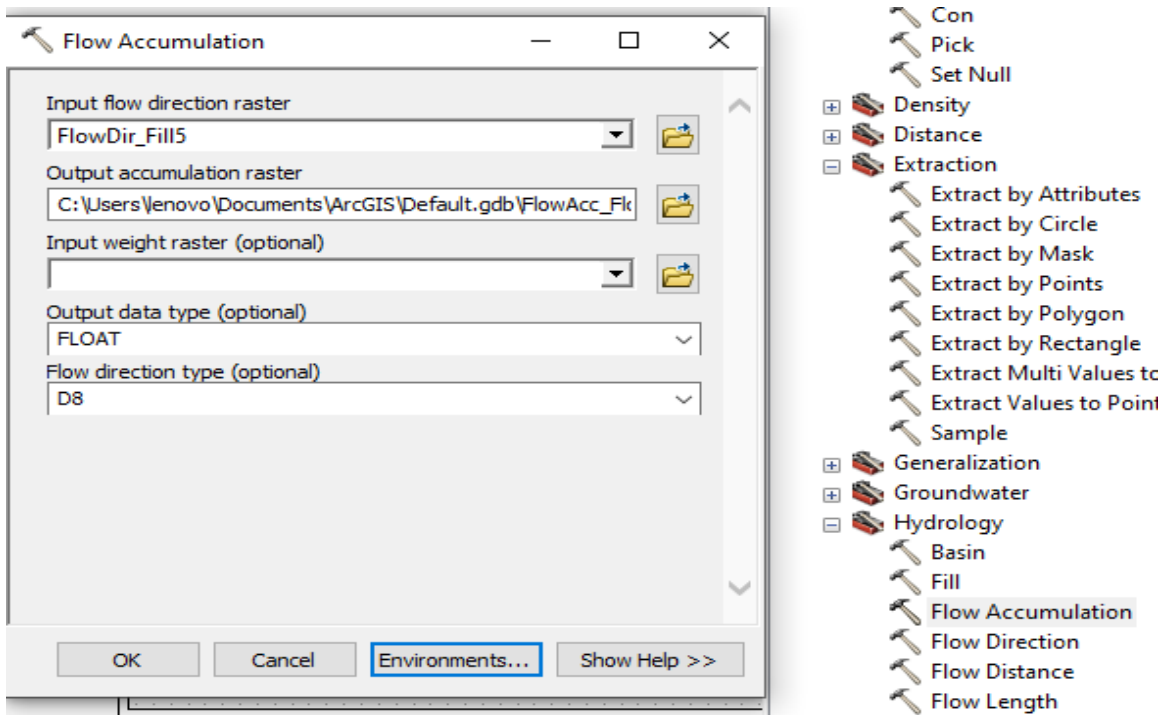 Flow Accumulation
Input flow direction raster
FlowDir_Fill5
Output accumulation raster
C:\Users\lenovo\Documents\ArcGIS\Default.gdb\FlowAcc_Flo
Input weight raster (optional)
Output data type (optional)
FLOAT
Flow direction type (optional)
D8
OK
Cancel
Environments...
Show Help >>
Con
Pick
Set Null
Density
Distance
Extraction
Extract by Attributes
Extract by Circle
Extract by Mask
Extract by Points
Extract by Polygon
Extract by Rectangle
Extract Multi Values to
Extract Values to Point
Sample
Generalization
Groundwater
Hydrology
Basin
Fill
Flow Accumulation
Flow Direction
Flow Distance
Flow Length